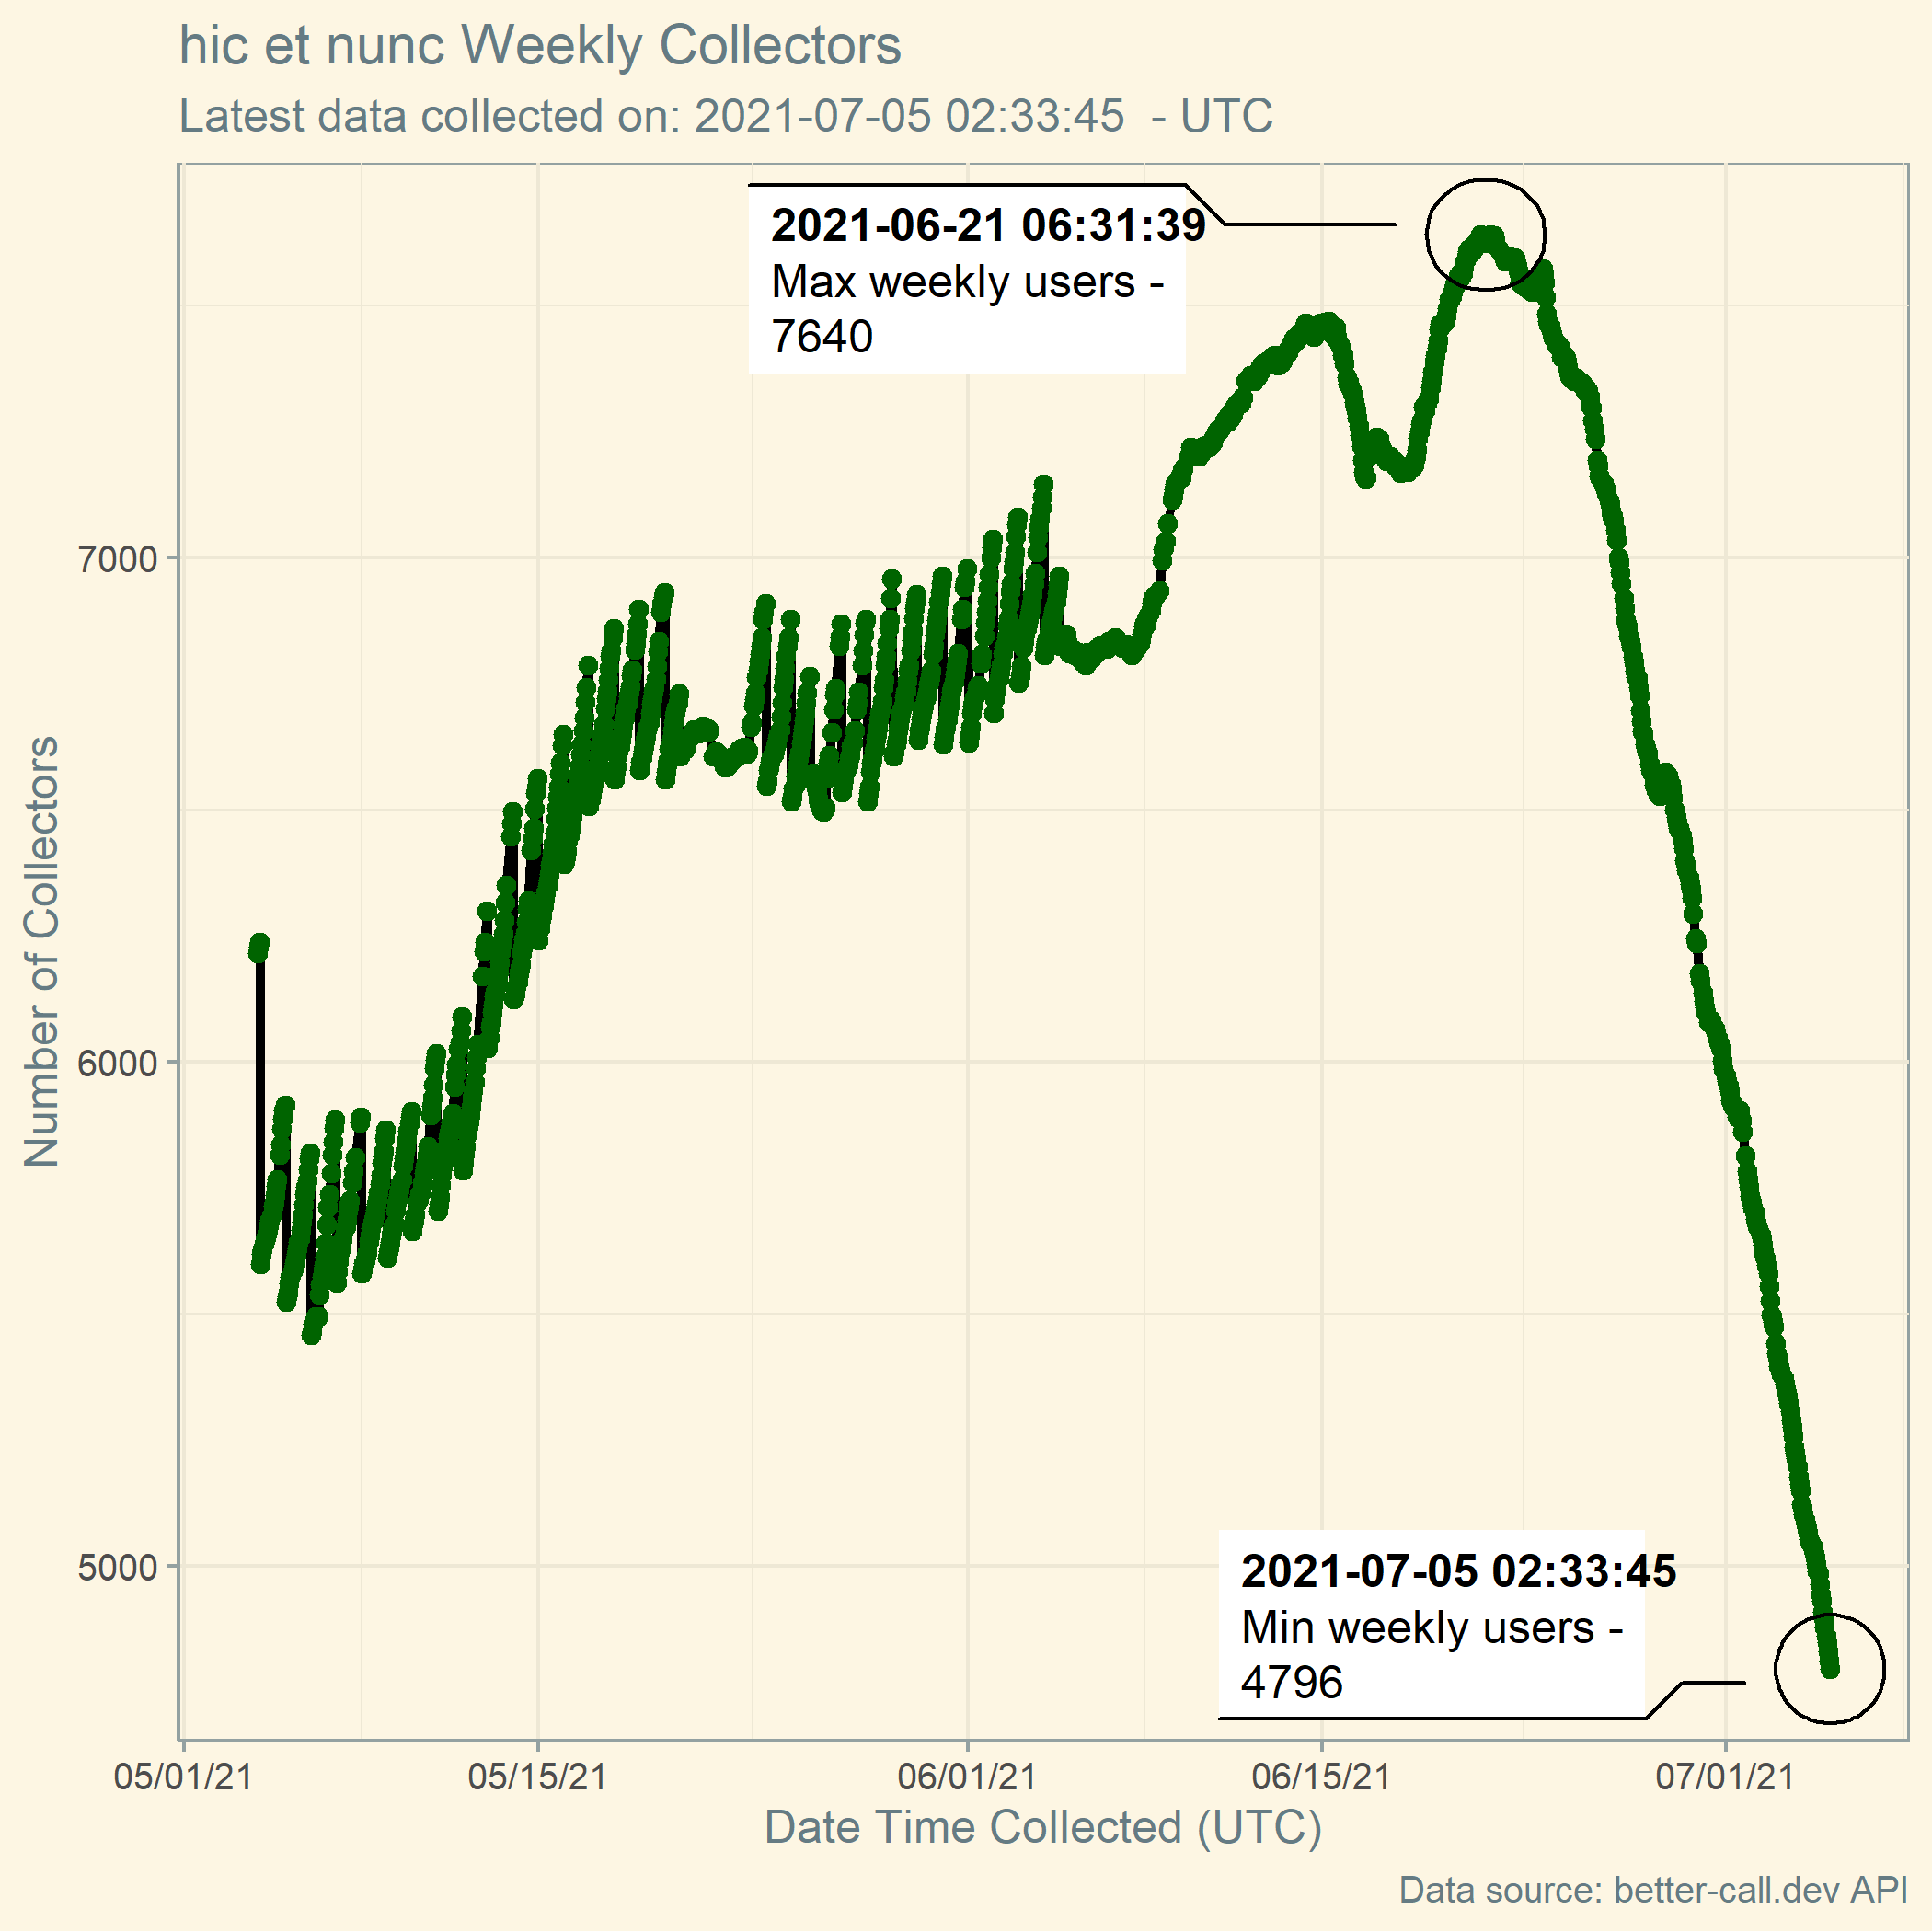 hic et nunc Weekly Collectors
Latest data collected on: 2021-07-05 02:33:45  - UTC
2021-06-21 06:31:39
Max weekly users -
7640
Number of Collectors
7000
6000
5000
2021-07-05 02:33:45
Min weekly users -
4796
05/01/21 05/15/21 06/01/21 06/15/21 07/01/21
Date Time Collected (UTC)
Data source: better-call.dev API